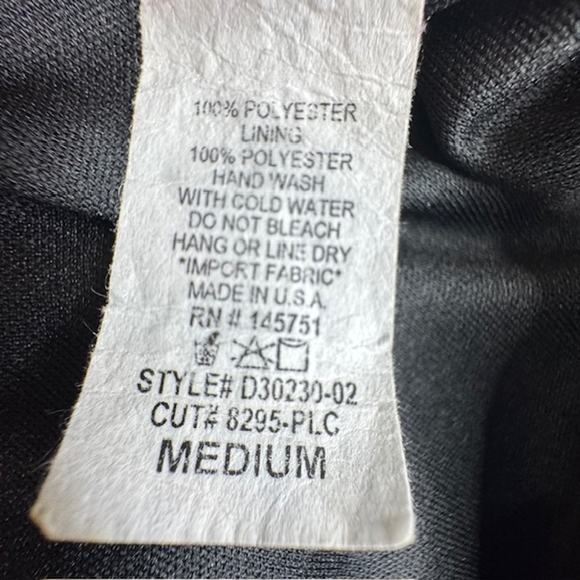 100% POLYESTER
LINING
100% POLYESTER
HAND WASH
WITH COLD WATER
DO NOT BLEACH
HANG OR LINE DRY
*IMPORT FABRIC*
MADE IN U.S.A.
RN # 145751
STYLE# D30230-02
CUT# 8295-PLC
MEDIUM